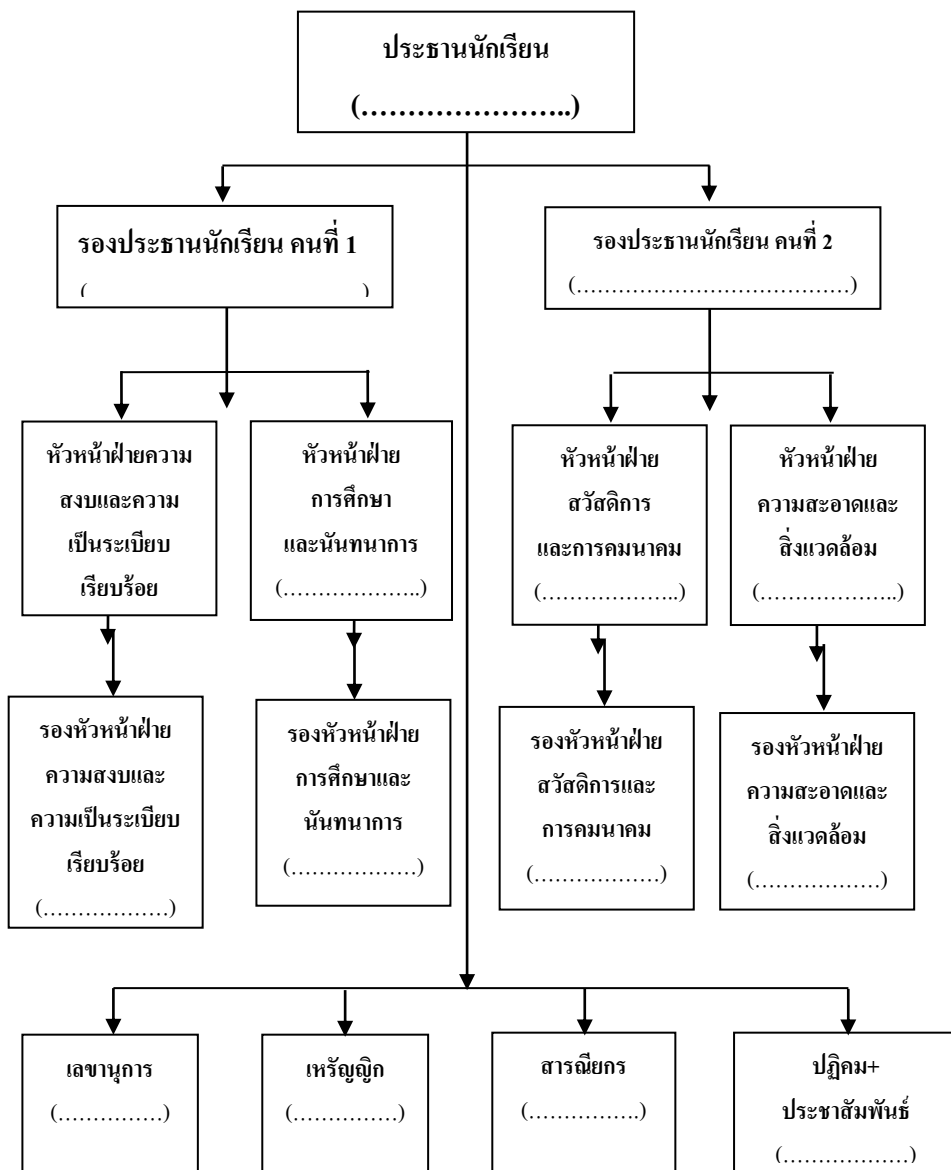 ประธานนักเรียน
(…………………..)
รองประธานนักเรียน คนที่ 1
(                                        )
รองประธานนักเรียน คนที่ 2
(…………………………………)
หัวหน้าฝ่ายความ
สงบและความ
เป็นระเบียบ
เรียบร้อย
หัวหน้าฝ่าย
การศึกษา
และนันทนาการ
(………………..)
หัวหน้าฝ่าย
สวัสดิการ
และการคมนาคม
(………………..)
หัวหน้าฝ่าย
ความสะอาดและ
สิ่งแวดล้อม
(………………..)
รองหัวหน้าฝ่าย
ความสงบและ
ความเป็นระเบียบ
เรียบร้อย
(………………)
รองหัวหน้าฝ่าย
การศึกษาและ
นันทนาการ
(………………)
รองหัวหน้าฝ่าย
สวัสดิการและ
การคมนาคม
(………………)
รองหัวหน้าฝ่าย
ความสะอาดและ
สิ่งแวดล้อม
(………………)
เลขานุการ
(……………)
เหรัญญิก
(……………)
สารณียกร
(…………….)
ปฏิคม+
ประชาสัมพันธ์
(………………)